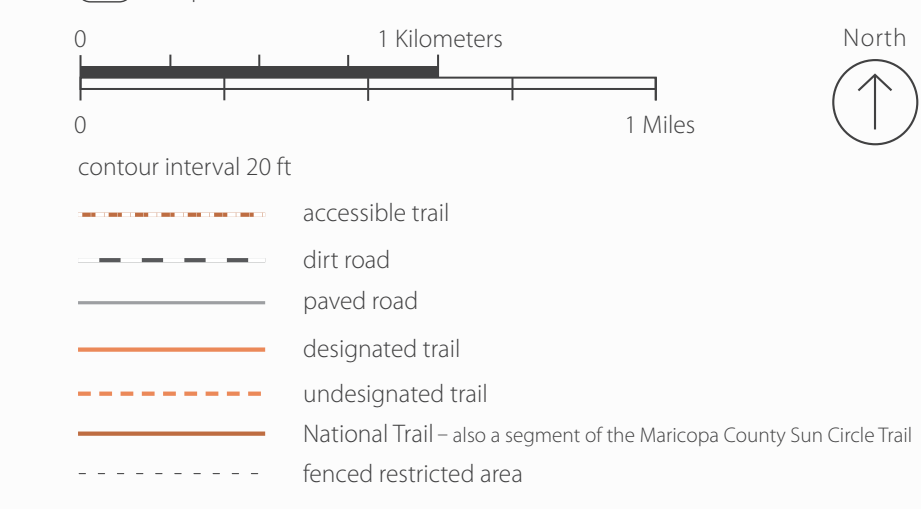 0 1 Kilometers North
0 1 Miles
contour interval 20 ft
accessible trail
dirt road
paved road
designated trail
undesignated trail
National Trail – also a segment of the Maricopa County Sun Circle Trail
fenced restricted area